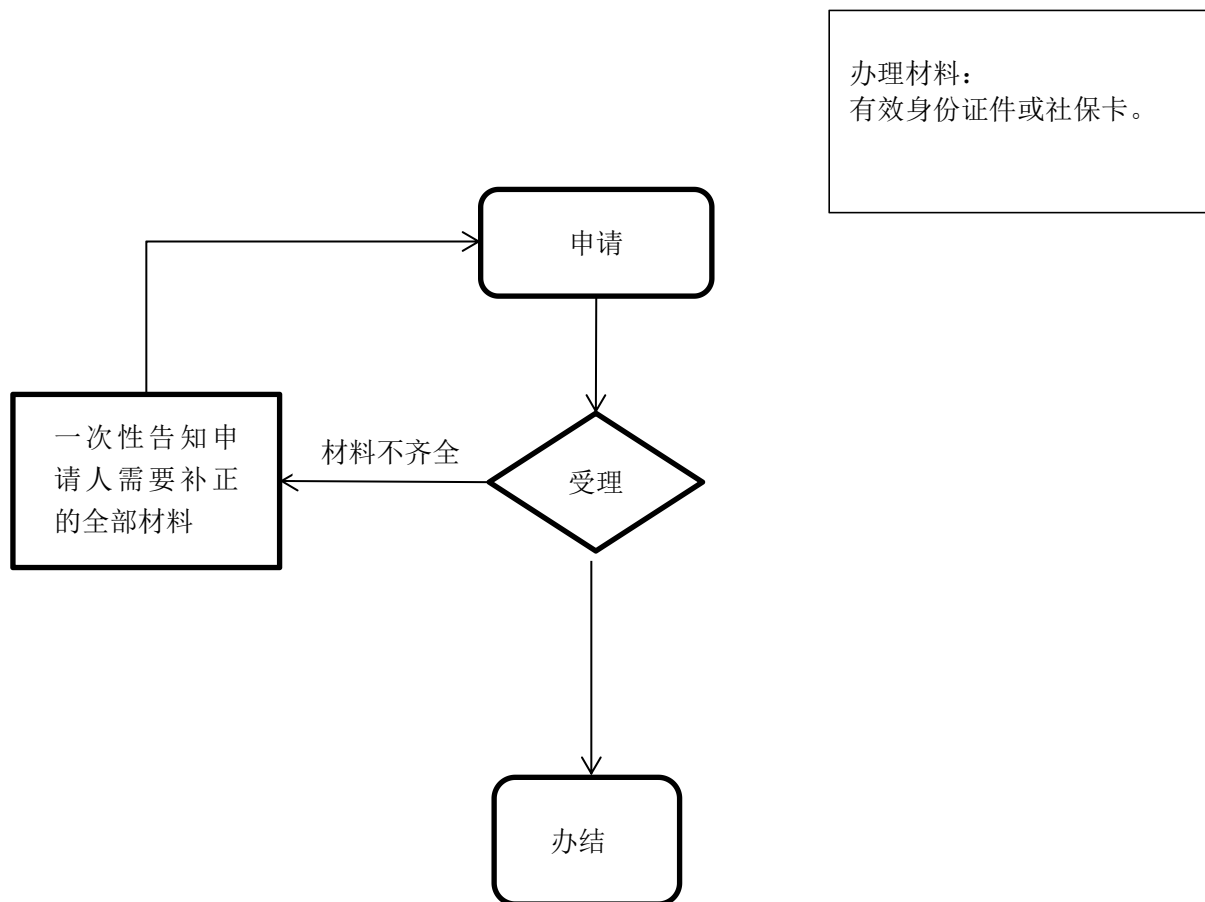 办理材料：
有效身份证件或社保卡。
申请
一次性告知申
请人需要补正
的全部材料
材料不齐全
受理
办结